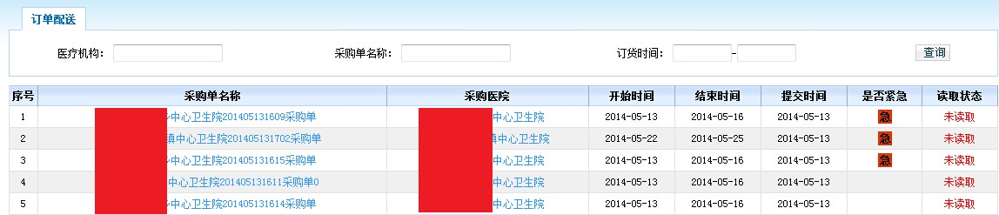 订单配送
医疗机构： 采购单名称： 订货时间： - 查询
序号 采购单名称 采购医院 开始时间 结束时间 提交时间 是否紧急 读取状态
1 中心卫生院201405131609采购单 中心卫生院 2014-05-13 2014-05-16 2014-05-13 急 未读取
2 镇中心卫生院201405131702采购单 镇中心卫生院 2014-05-22 2014-05-25 2014-05-13 急 未读取
3 中心卫生院201405131615采购单 中心卫生院 2014-05-13 2014-05-16 2014-05-13 急 未读取
4 中心卫生院201405131611采购单0 中心卫生院 2014-05-13 2014-05-16 2014-05-13 未读取
5 中心卫生院201405131614采购单 中心卫生院 2014-05-13 2014-05-16 2014-05-13 未读取